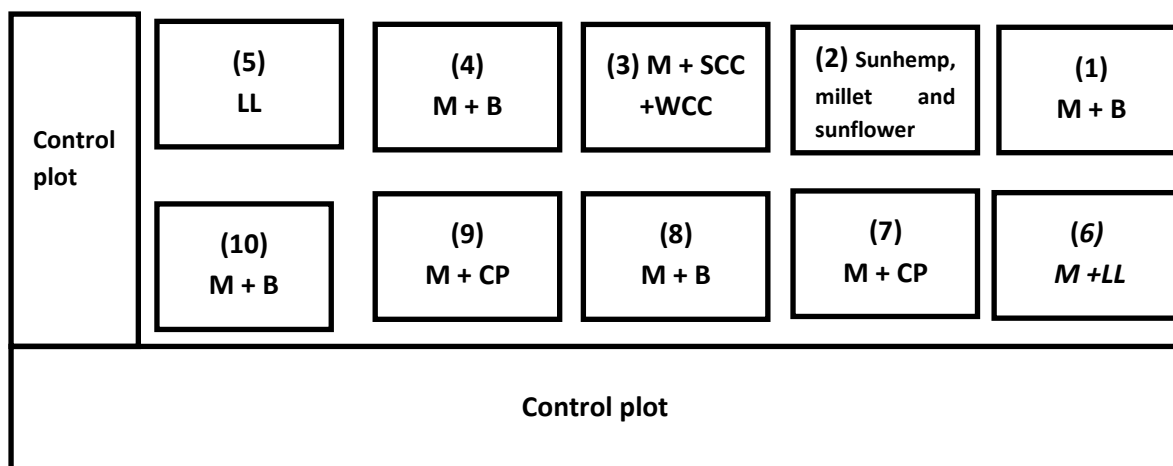 Control
plot
(5)
LL
(4)
M + B
(3) M + SCC
+WCC
(2) Sunhemp,
millet and
sunflower
(1)
M + B
(10)
M + B
(9)
M + CP
(8)
M + B
(7)
M + CP
(6)
M +LL
Control plot